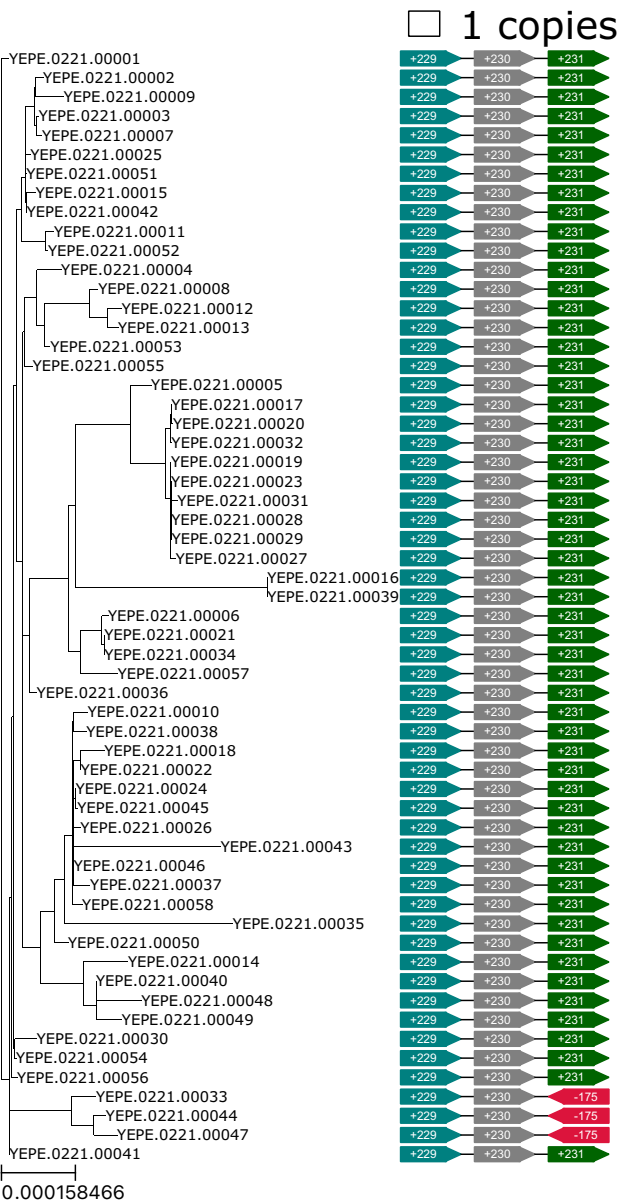 1 copies
YEPE.0221.00001 +229 +230 +231
YEPE.0221.00002 +229 +230 +231
YEPE.0221.00009 +229 +230 +231
YEPE.0221.00003 +229 +230 +231
YEPE.0221.00007 +229 +230 +231
YEPE.0221.00025 +229 +230 +231
YEPE.0221.00051 +229 +230 +231
YEPE.0221.00015 +229 +230 +231
YEPE.0221.00042 +229 +230 +231
YEPE.0221.00011 +229 +230 +231
YEPE.0221.00052 +229 +230 +231
YEPE.0221.00004 +229 +230 +231
YEPE.0221.00008 +229 +230 +231
YEPE.0221.00012 +229 +230 +231
YEPE.0221.00013 +229 +230 +231
YEPE.0221.00053 +229 +230 +231
YEPE.0221.00055 +229 +230 +231
YEPE.0221.00005 +229 +230 +231
YEPE.0221.00017 +229 +230 +231
YEPE.0221.00020 +229 +230 +231
YEPE.0221.00032 +229 +230 +231
YEPE.0221.00019 +229 +230 +231
YEPE.0221.00023 +229 +230 +231
YEPE.0221.00031 +229 +230 +231
YEPE.0221.00028 +229 +230 +231
YEPE.0221.00029 +229 +230 +231
YEPE.0221.00027 +229 +230 +231
YEPE.0221.00016 +229 +230 +231
YEPE.0221.00039 +229 +230 +231
YEPE.0221.00006 +229 +230 +231
YEPE.0221.00021 +229 +230 +231
YEPE.0221.00034 +229 +230 +231
YEPE.0221.00057 +229 +230 +231
YEPE.0221.00036 +229 +230 +231
YEPE.0221.00010 +229 +230 +231
YEPE.0221.00038 +229 +230 +231
YEPE.0221.00018 +229 +230 +231
YEPE.0221.00022 +229 +230 +231
YEPE.0221.00024 +229 +230 +231
YEPE.0221.00045 +229 +230 +231
YEPE.0221.00026 +229 +230 +231
YEPE.0221.00043 +229 +230 +231
YEPE.0221.00046 +229 +230 +231
YEPE.0221.00037 +229 +230 +231
YEPE.0221.00058 +229 +230 +231
YEPE.0221.00035 +229 +230 +231
YEPE.0221.00050 +229 +230 +231
YEPE.0221.00014 +229 +230 +231
YEPE.0221.00040 +229 +230 +231
YEPE.0221.00048 +229 +230 +231
YEPE.0221.00049 +229 +230 +231
YEPE.0221.00030 +229 +230 +231
YEPE.0221.00054 +229 +230 +231
YEPE.0221.00056 +229 +230 +231
YEPE.0221.00033 +229 +230 -175
YEPE.0221.00044 +229 +230 -175
YEPE.0221.00047 +229 +230 -175
YEPE.0221.00041 +229 +230 +231
0.000158466